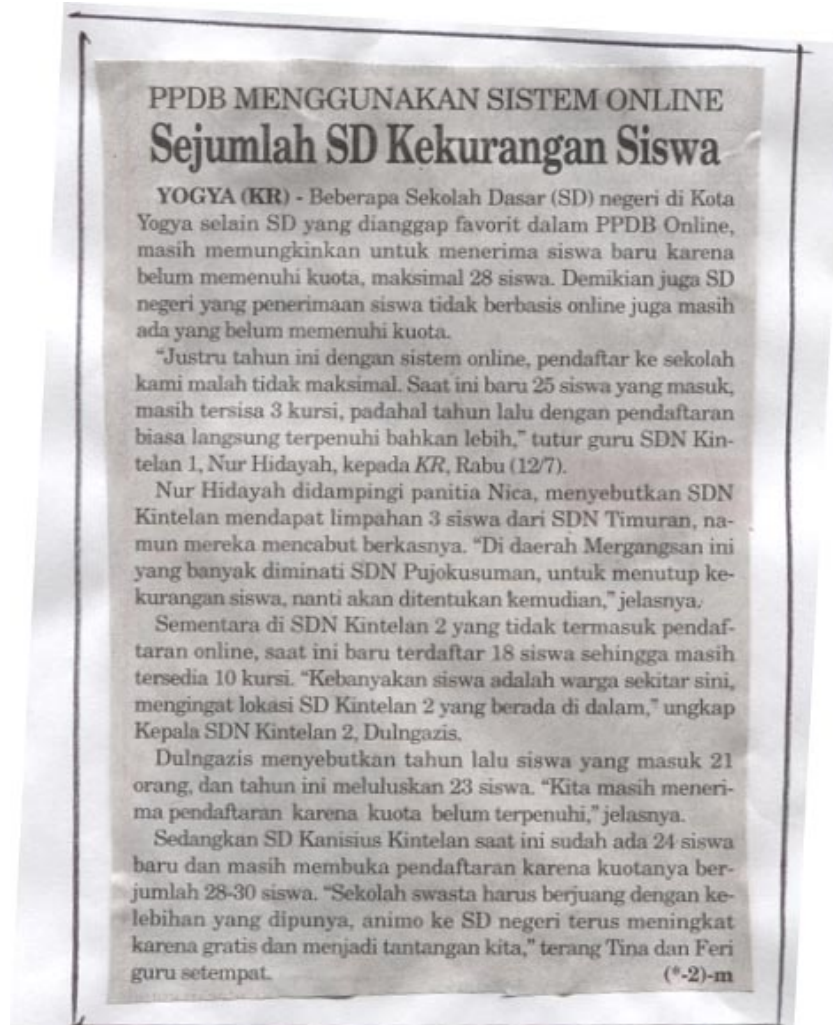 PPDB MENGGUNAKAN SISTEM ONLINE
Sejumlah SD Kekurangan Siswa
YOGYA (KR) - Beberapa Sekolah Dasar (SD) negeri di Kota
Yogya selain SD yang dianggap favorit dalam PPDB Online,
masih memungkinkan untuk menerima siswa baru karena
belum memenuhi kuota, maksimal 28 siswa. Demikian juga SD
negeri yang penerimaan siswa tidak berbasis online juga masih
ada yang belum memenuhi kuota.
"Justru tahun ini dengan sistem online, pendaftar ke sekolah
kami malah tidak maksimal. Saat ini baru 25 siswa yang masuk,
masih tersisa 3 kursi, padahal tahun lalu dengan pendaftaran
biasa langsung terpenuhi bahkan lebih," tutur guru SDN Kin-
telan 1, Nur Hidayah, kepada KR, Rabu (12/7).
Nur Hidayah didampingi panitia Nica, menyebutkan SDN
Kintelan mendapat limpahan 3 siswa dari SDN Timuran, na-
mun mereka mencabut berkasnya. "Di daerah Mergangsan ini
yang banyak diminati SDN Pujokusuman, untuk menutup ke-
kurangan siswa, nanti akan ditentukan kemudian," jelasnya.
Sementara di SDN Kintelan 2 yang tidak termasuk pendaf-
taran online, saat ini baru terdaftar 18 siswa sehingga masih
tersedia 10 kursi. "Kebanyakan siswa adalah warga sekitar sini,
mengingat lokasi SD Kintelan 2 yang berada di dalam," ungkap
Kepala SDN Kintelan 2, Dulngazis.
Dulngazis menyebutkan tahun lalu siswa yang masuk 21
orang, dan tahun ini meluluskan 23 siswa. "Kita masih meneri-
ma pendaftaran karena kuota belum terpenuhi," jelasnya.
Sedangkan SD Kanisius Kintelan saat ini sudah ada 24 siswa
baru dan masih membuka pendaftaran karena kuotanya ber-
jumlah 28-30 siswa. "Sekolah swasta harus berjuang dengan ke-
lebihan yang dipunya, animo ke SD negeri terus meningkat
karena gratis dan menjadi tantangan kita," terang Tina dan Feri
guru setempat. (*-2)-m